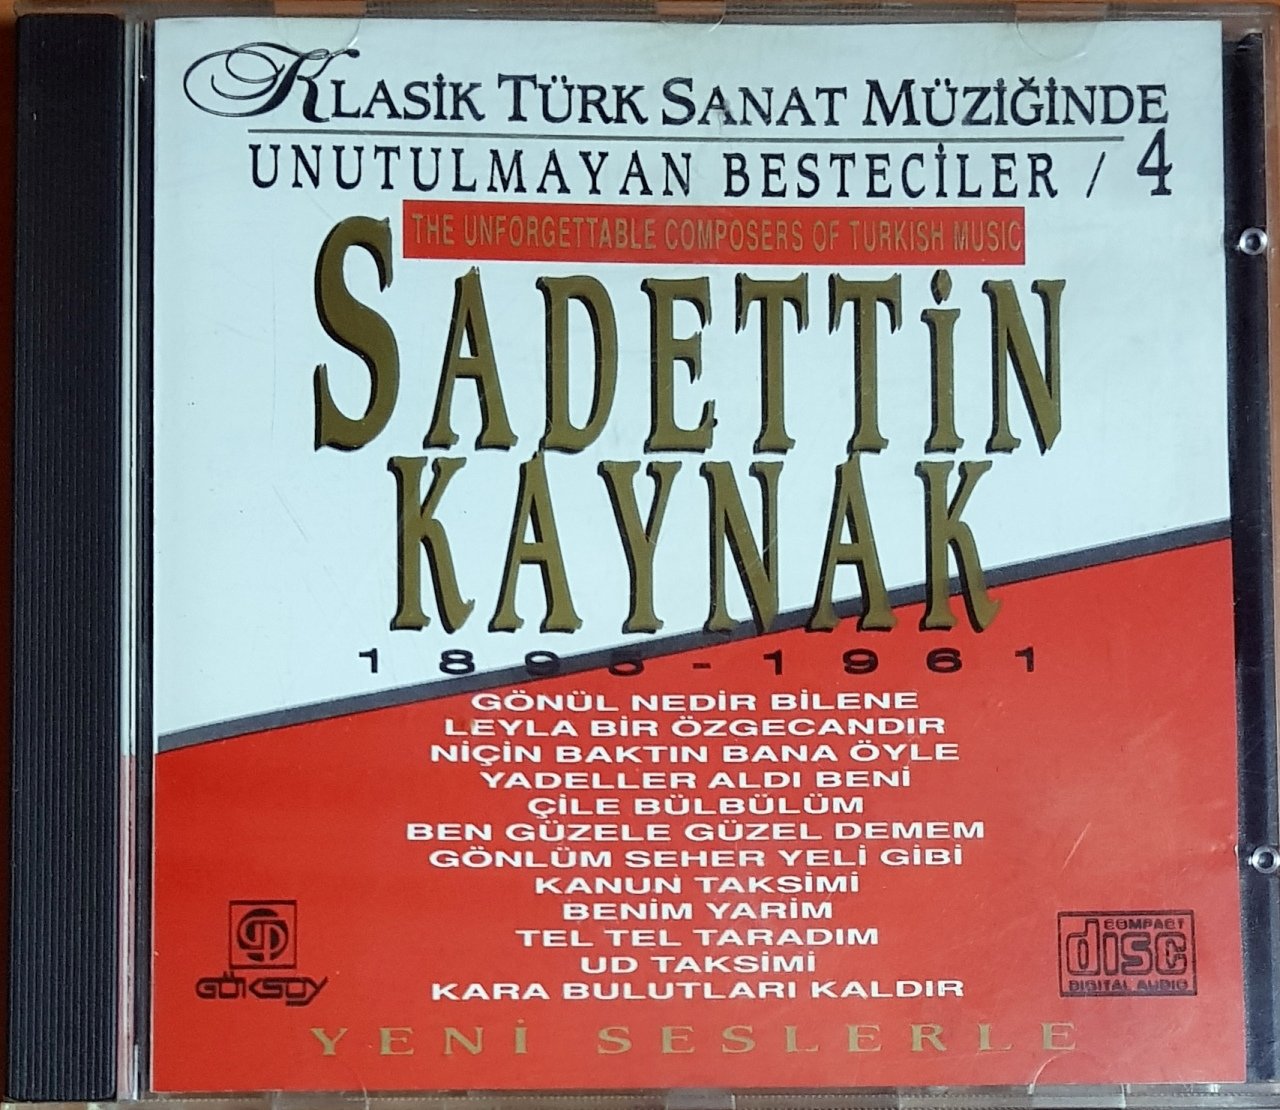 KLASİK TÜRK SANAT MÜZİĞİNDE
UNUTULMAYAN BESTECİLER / 4
THE UNFORGETTABLE COMPOSERS OF TURKISH MUSIC
SADETTİN
KAYNAK
1895-1961
GÖNÜL NEDİR BİLENE
LEYLA BİR ÖZGECANDIR
NİÇİN BAKTIN BANA ÖYLE
YADELLER ALDI BENİ
ÇİLE BÜLBÜLÜM
BEN GÜZELE GÜZEL DEMEM
GÖNLÜM SEHER YELİ GİBİ
KANUN TAKSİMİ
BENİM YARİM
TEL TEL TARADIM
UD TAKSİMİ
KARA BULUTLARI KALDIR
GÖKSOY
COMPACT
disc
DIGITAL AUDIO
YENİ SESLERLE